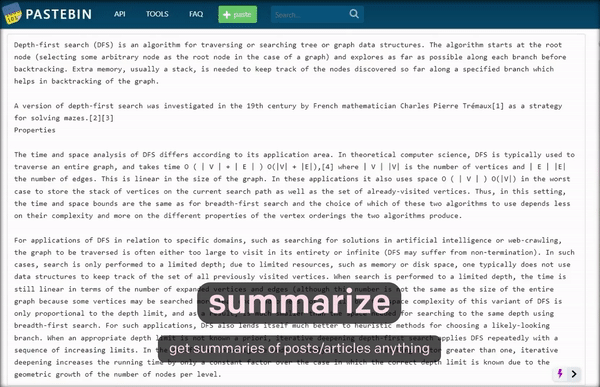 PASTEBIN API TOOLS FAQ + paste Search...
Depth-first search (DFS) is an algorithm for traversing or searching tree or graph data structures. The algorithm starts at the root
node (selecting some arbitrary node as the root node in the case of a graph) and explores as far as possible along each branch before
backtracking. Extra memory, usually a stack, is needed to keep track of the nodes discovered so far along a specified branch which
helps in backtracking of the graph.
A version of depth-first search was investigated in the 19th century by French mathematician Charles Pierre Trémaux[1] as a strategy
for solving mazes.[2][3]
Properties
The time and space analysis of DFS differs according to its application area. In theoretical computer science, DFS is typically used to
traverse an entire graph, and takes time O ( | V | + | E | ) O(|V| + |E|),[4] where | V | |V| is the number of vertices and | E | |E|
the number of edges. This is linear in the size of the graph. In these applications it also uses space O ( | V | ) O(|V|) in the worst
case to store the stack of vertices on the current search path as well as the set of already-visited vertices. Thus, in this setting,
the time and space bounds are the same as for breadth-first search and the choice of which of these two algorithms to use depends less
on their complexity and more on the different properties of the vertex orderings the two algorithms produce.
For applications of DFS in relation to specific domains, such as searching for solutions in artificial intelligence or web-crawling,
the graph to be traversed is often either too large to visit in its entirety or infinite (DFS may suffer from non-termination). In such
cases, search is only performed to a limited depth; due to limited resources, such as memory or disk space, one typically does not use
data structures to keep track of the set of all previously visited vertices. When search is performed to a limited depth, the time is
still linear in terms of the number of expanded vertices and edges (although this number is not the same as the size of the entire
graph because some vertices may be searched mor space complexity of this variant of DFS is
only proportional to the depth limit, and as a searching to the same depth using
breadth-first search. For such applications, DFS also lends itself much better to heuristic methods for choosing a likely-looking
branch. When an appropriate depth applies DFS repeatedly with a
sequence of increasing limits. In the greater than one, iterative
deepening increases the running time by only a constant factor over the case in which the correct depth limit is known due to the
geometric growth of the number of nodes per level.
summarize
get summaries of posts/articles anything